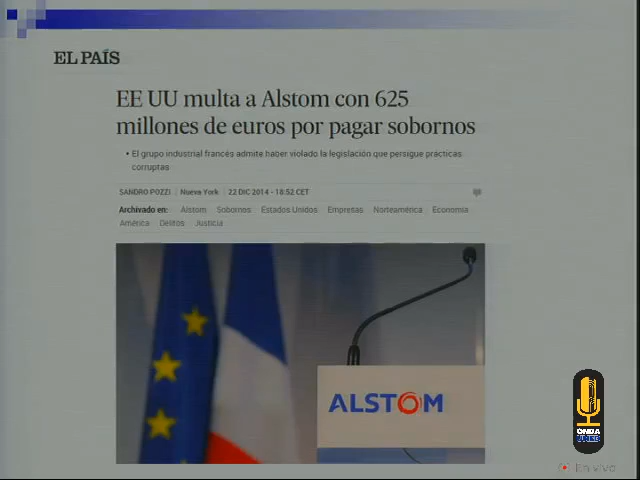 EL PAÍS
EE UU multa a Alstom con 625
millones de euros por pagar sobornos
• El grupo industrial francés admite haber violado la legislación que persigue prácticas
corruptas
SANDRO POZZI | Nueva York | 22 DIC 2014 - 18:52 CET
Archivado en: Alstom Sobornos Estados Unidos Empresas Norteamérica Economía
América Delitos Justicia
ALSTOM
ONDA
UNED
En vivo